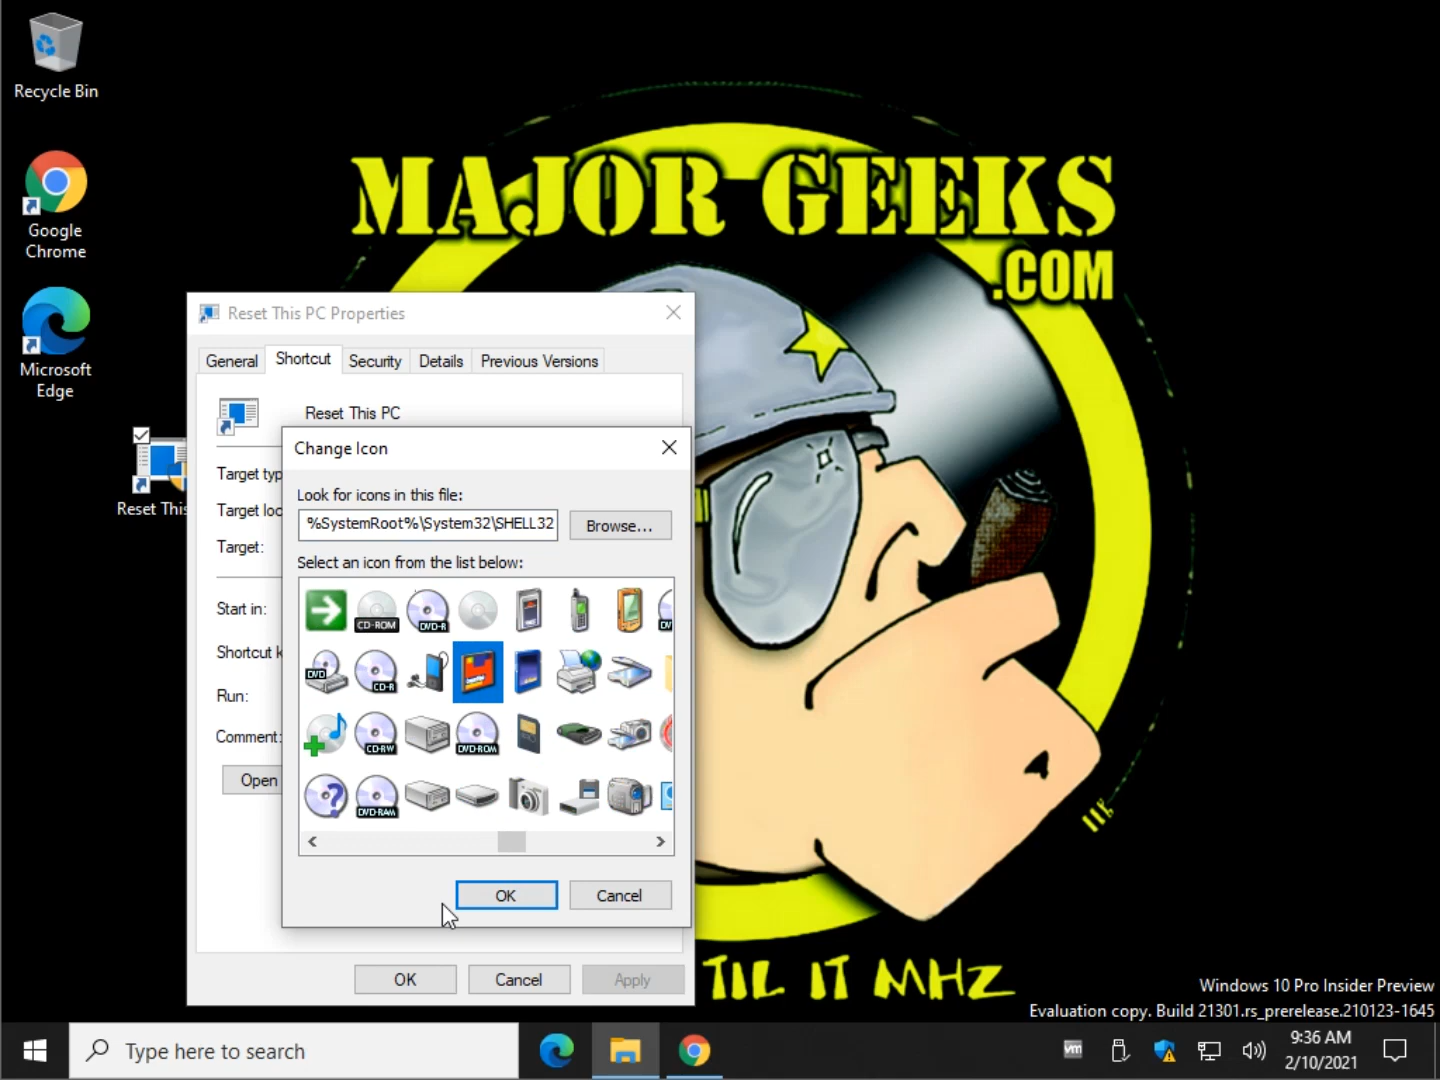 Recycle Bin
Google
Chrome
Microsoft
Edge
Reset This
MAJOR GEEKS
.COM
TIL IT MHZ
Reset This PC Properties
General
Shortcut
Security
Details
Previous Versions
Reset This PC
Target typ
Target loc
Target:
Start in:
Shortcut k
Run:
Comment:
Open
Change Icon
Look for icons in this file:
%SystemRoot%\System32\SHELL32
Browse...
Select an icon from the list below:
CD-ROM
DVD-R
DV
DVD
CD-R
CD-RW
DVD-ROM
DVD-RAM
OK
Cancel
OK
Cancel
Apply
Windows 10 Pro Insider Preview
Evaluation copy. Build 21301.rs_prerelease.210123-1645
Type here to search
vm
9:36 AM
2/10/2021